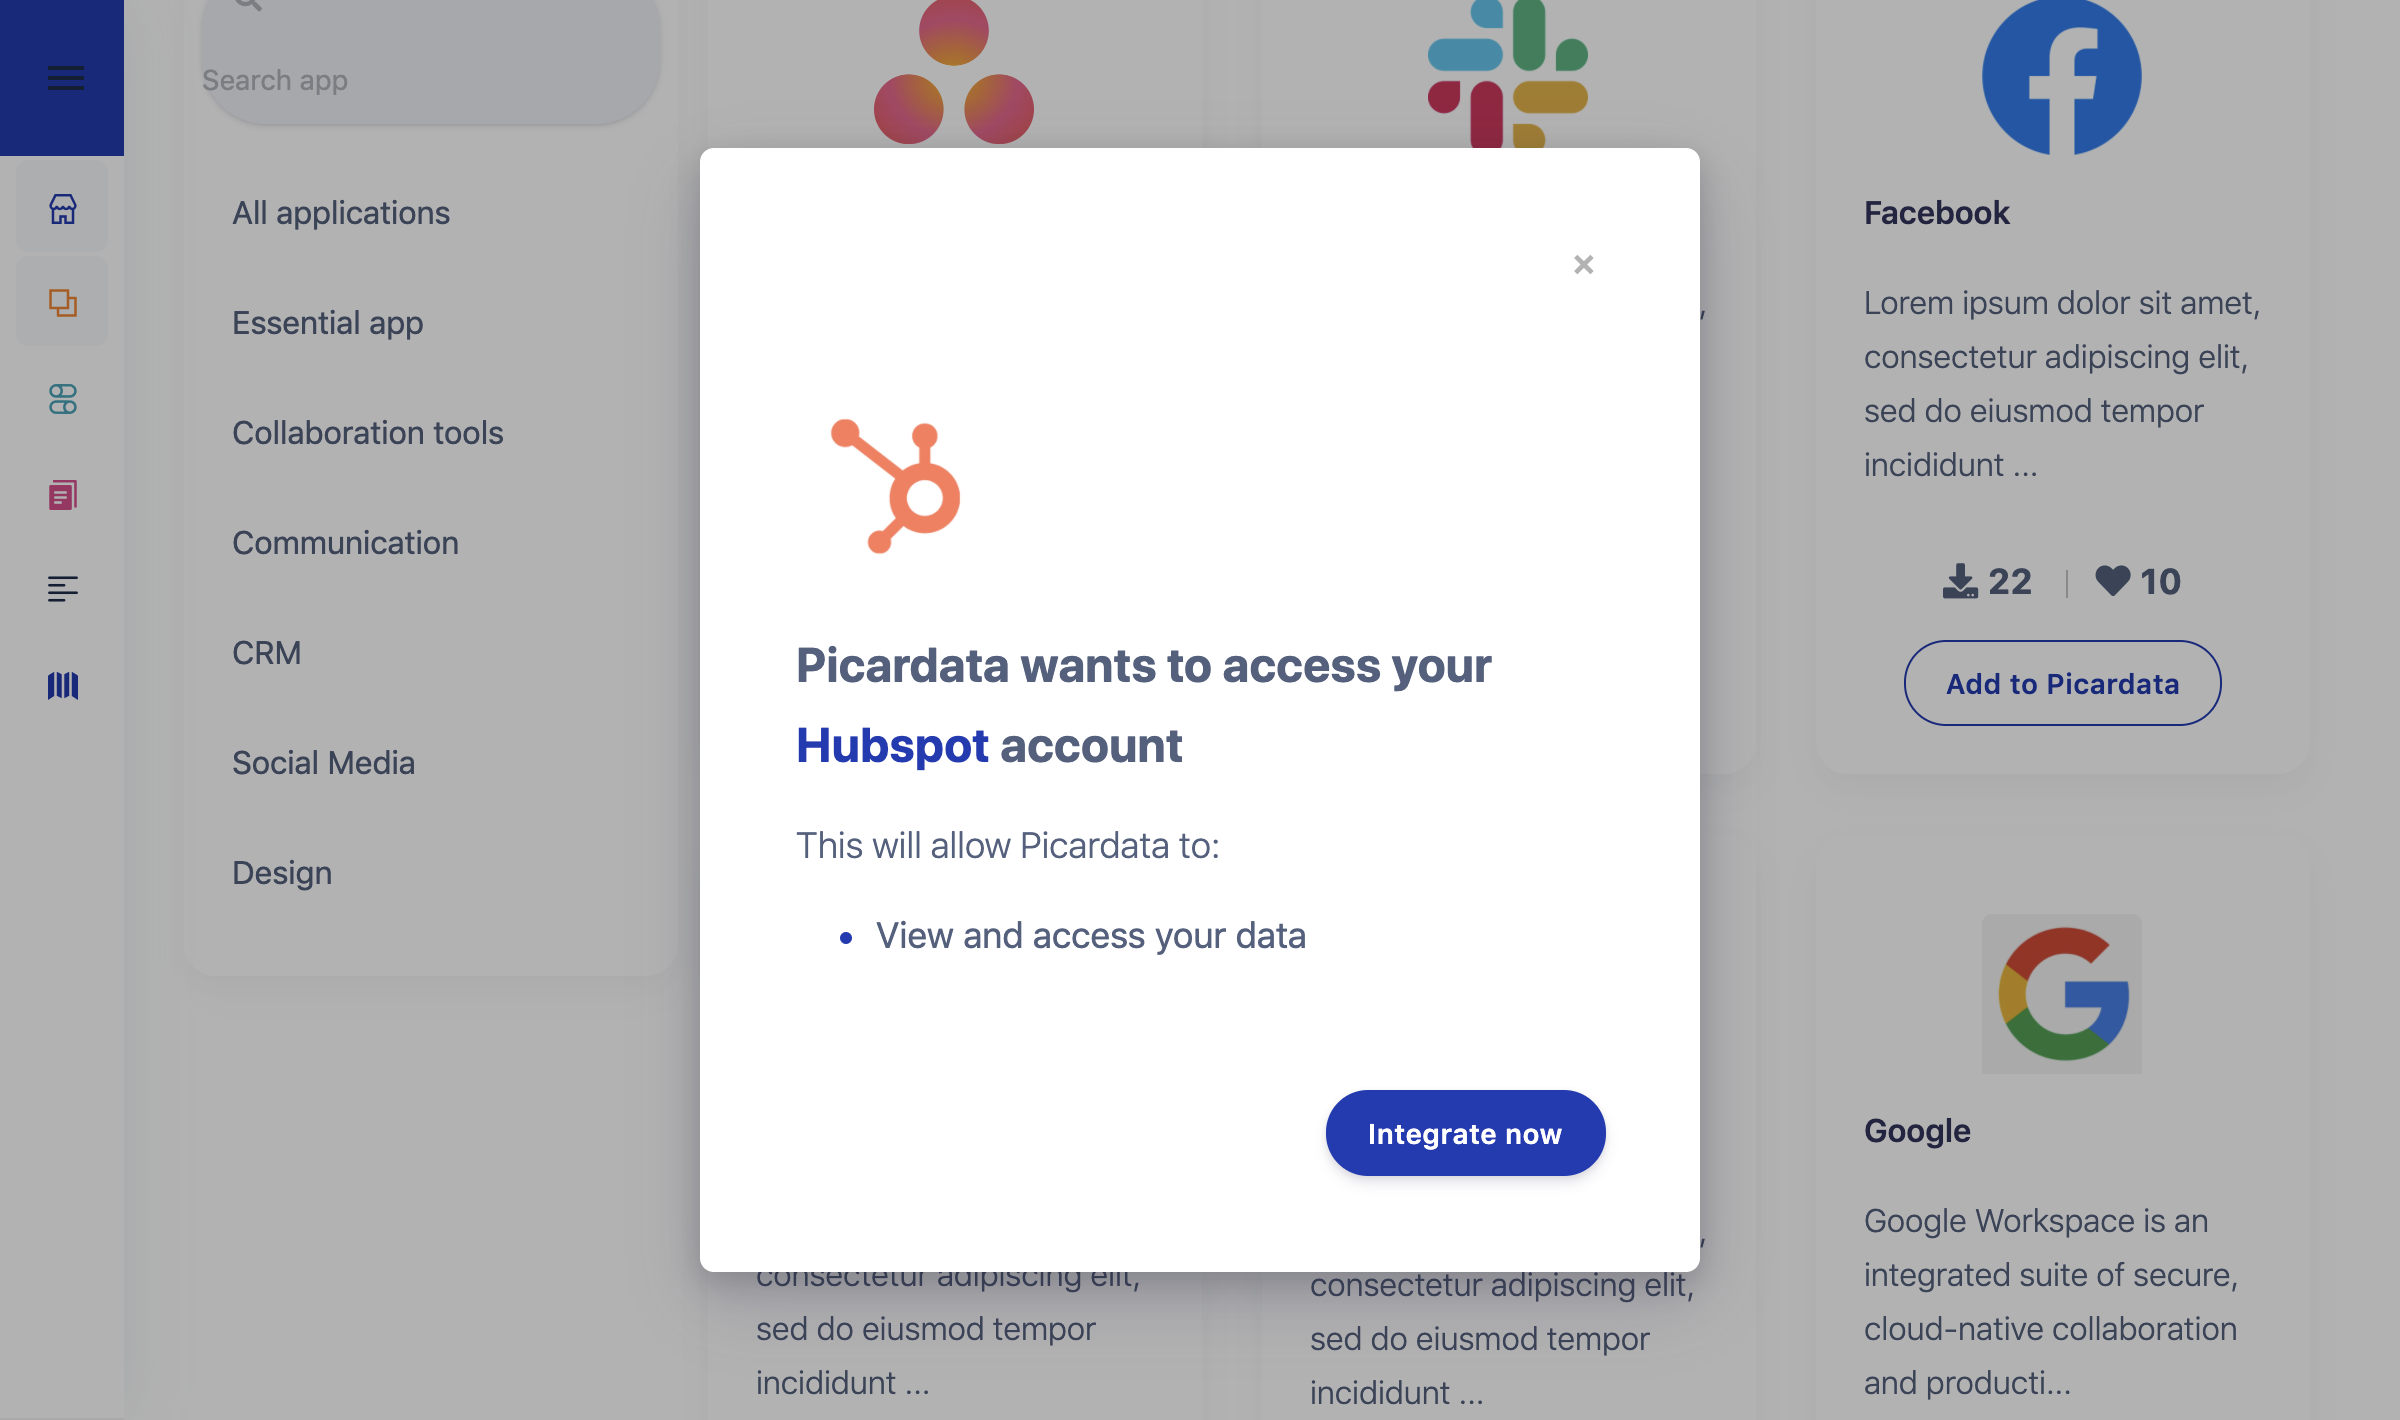 Search app
All applications
Essential app
Collaboration tools
Communication
CRM
Social Media
Design
Picardata wants to access your
Hubspot account
This will allow Picardata to:
View and access your data
Integrate now
consectetur adipiscing elit,
sed do eiusmod tempor
incididunt ...
consectetur adipiscing elit,
sed do eiusmod tempor
incididunt ...
Facebook
Lorem ipsum dolor sit amet,
consectetur adipiscing elit,
sed do eiusmod tempor
incididunt ...
22 | 10
Add to Picardata
Google
Google Workspace is an
integrated suite of secure,
cloud-native collaboration
and producti...